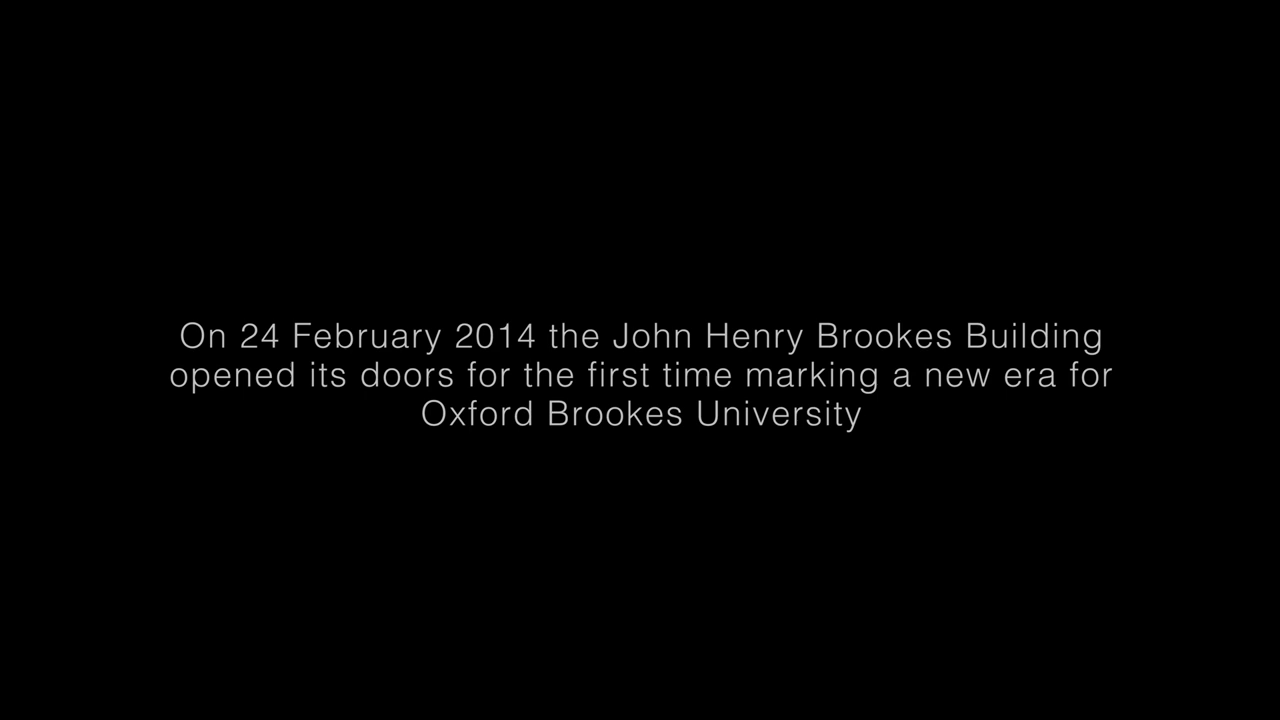 On 24 February 2014 the John Henry Brookes Building
opened its doors for the first time marking a new era for
Oxford Brookes University